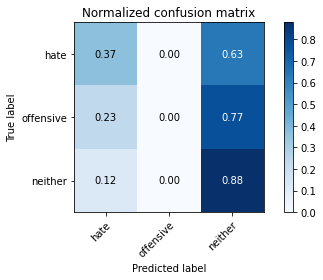 Normalized confusion matrix
True label
hate 0.37 0.00 0.63
offensive 0.23 0.00 0.77
neither 0.12 0.00 0.88
hate offensive neither
Predicted label
0.8
0.7
0.6
0.5
0.4
0.3
0.2
0.1
0.0